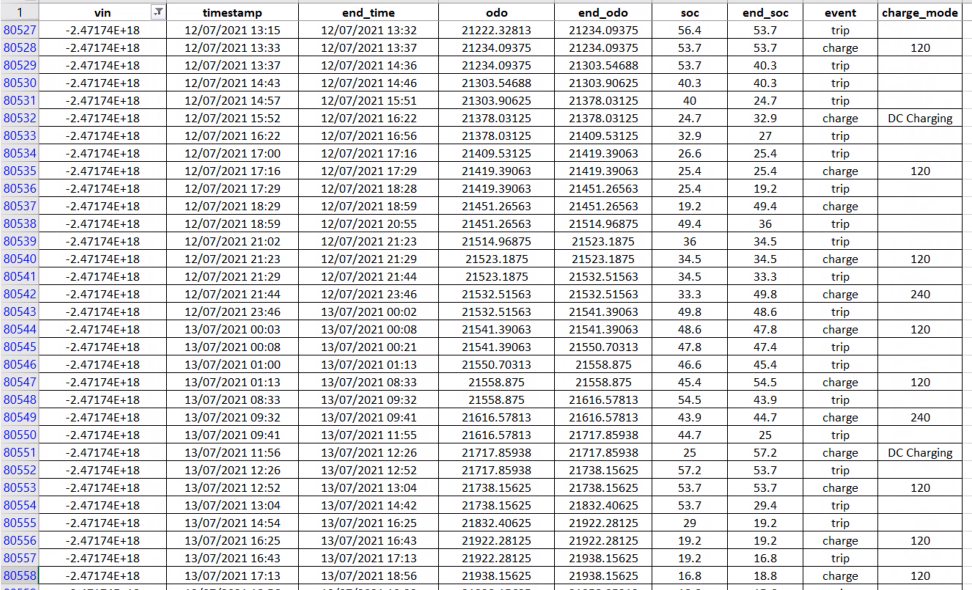 1 vin timestamp end_time odo end_odo soc end_soc event charge_mode
80527 -2.47174E+18 12/07/2021 13:15 12/07/2021 13:32 21222.32813 21234.09375 56.4 53.7 trip
80528 -2.47174E+18 12/07/2021 13:33 12/07/2021 13:37 21234.09375 21234.09375 53.7 53.7 charge 120
80529 -2.47174E+18 12/07/2021 13:37 12/07/2021 14:36 21234.09375 21303.54688 53.7 40.3 trip
80530 -2.47174E+18 12/07/2021 14:43 12/07/2021 14:46 21303.54688 21303.90625 40.3 40.3 trip
80531 -2.47174E+18 12/07/2021 14:57 12/07/2021 15:51 21303.90625 21378.03125 40 24.7 trip
80532 -2.47174E+18 12/07/2021 15:52 12/07/2021 16:22 21378.03125 21378.03125 24.7 32.9 charge DC Charging
80533 -2.47174E+18 12/07/2021 16:22 12/07/2021 16:56 21378.03125 21409.53125 32.9 27 trip
80534 -2.47174E+18 12/07/2021 17:00 12/07/2021 17:16 21409.53125 21419.39063 26.6 25.4 trip
80535 -2.47174E+18 12/07/2021 17:16 12/07/2021 17:29 21419.39063 21419.39063 25.4 25.4 charge 120
80536 -2.47174E+18 12/07/2021 17:29 12/07/2021 18:28 21419.39063 21451.26563 25.4 19.2 trip
80537 -2.47174E+18 12/07/2021 18:29 12/07/2021 18:59 21451.26563 21451.26563 19.2 49.4 charge
80538 -2.47174E+18 12/07/2021 18:59 12/07/2021 20:55 21451.26563 21514.96875 49.4 36 trip
80539 -2.47174E+18 12/07/2021 21:02 12/07/2021 21:23 21514.96875 21523.1875 36 34.5 trip
80540 -2.47174E+18 12/07/2021 21:23 12/07/2021 21:29 21523.1875 21523.1875 34.5 34.5 charge 120
80541 -2.47174E+18 12/07/2021 21:29 12/07/2021 21:44 21523.1875 21532.51563 34.5 33.3 trip
80542 -2.47174E+18 12/07/2021 21:44 12/07/2021 23:46 21532.51563 21532.51563 33.3 49.8 charge 240
80543 -2.47174E+18 12/07/2021 23:46 13/07/2021 00:02 21532.51563 21541.39063 49.8 48.6 trip
80544 -2.47174E+18 13/07/2021 00:03 13/07/2021 00:08 21541.39063 21541.39063 48.6 47.8 charge 120
80545 -2.47174E+18 13/07/2021 00:08 13/07/2021 00:21 21541.39063 21550.70313 47.8 47.4 trip
80546 -2.47174E+18 13/07/2021 01:00 13/07/2021 01:13 21550.70313 21558.875 46.6 45.4 trip
80547 -2.47174E+18 13/07/2021 01:13 13/07/2021 08:33 21558.875 21558.875 45.4 54.5 charge 120
80548 -2.47174E+18 13/07/2021 08:33 13/07/2021 09:32 21558.875 21616.57813 54.5 43.9 trip
80549 -2.47174E+18 13/07/2021 09:32 13/07/2021 09:41 21616.57813 21616.57813 43.9 44.7 charge 240
80550 -2.47174E+18 13/07/2021 09:41 13/07/2021 11:55 21616.57813 21717.85938 44.7 25 trip
80551 -2.47174E+18 13/07/2021 11:56 13/07/2021 12:26 21717.85938 21717.85938 25 57.2 charge DC Charging
80552 -2.47174E+18 13/07/2021 12:26 13/07/2021 12:52 21717.85938 21738.15625 57.2 53.7 trip
80553 -2.47174E+18 13/07/2021 12:52 13/07/2021 13:04 21738.15625 21738.15625 53.7 53.7 charge 120
80554 -2.47174E+18 13/07/2021 13:04 13/07/2021 14:42 21738.15625 21832.40625 53.7 29.4 trip
80555 -2.47174E+18 13/07/2021 14:54 13/07/2021 16:25 21832.40625 21922.28125 29 19.2 trip
80556 -2.47174E+18 13/07/2021 16:25 13/07/2021 16:43 21922.28125 21922.28125 19.2 19.2 charge 120
80557 -2.47174E+18 13/07/2021 16:43 13/07/2021 17:13 21922.28125 21938.15625 19.2 16.8 trip
80558 -2.47174E+18 13/07/2021 17:13 13/07/2021 18:56 21938.15625 21938.15625 16.8 18.8 charge 120